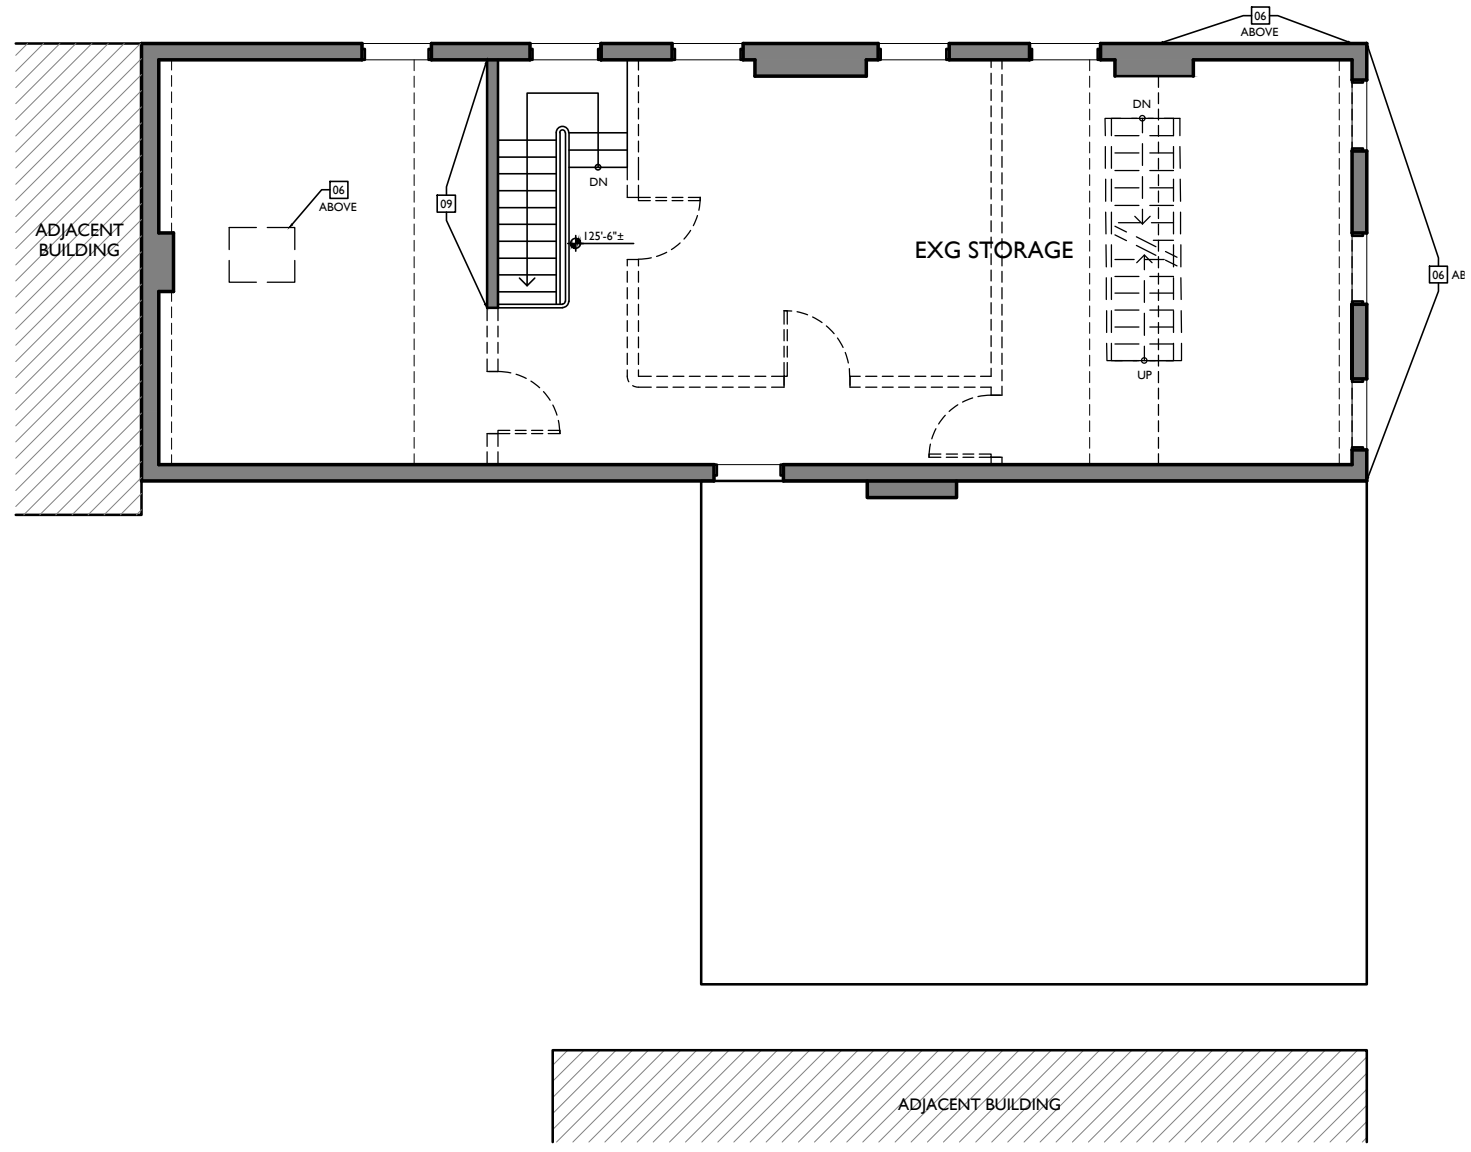 06
ABOVE
DN
06
ABOVE
09
DN
ADJACENT
BUILDING
125'-6"±
EXG STORAGE
06 AB
UP
ADJACENT BUILDING